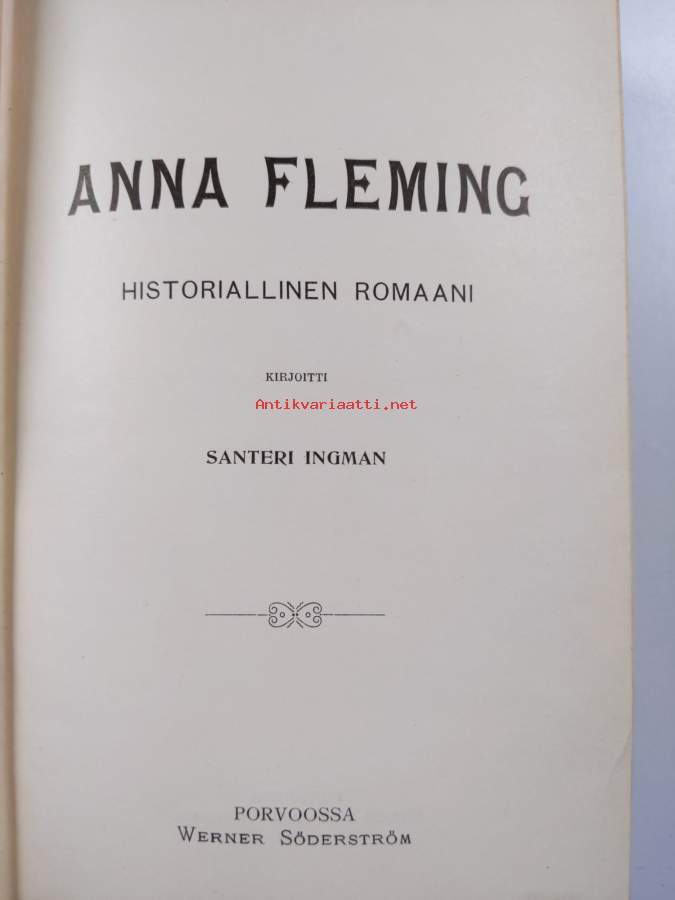 ANNA FLEMING
HISTORIALLINEN ROMAANI
KIRJOITTI
Antikvariaatti.net
SANTERI INGMAN
PORVOOSSA
WERNER SÖDERSTRÖM